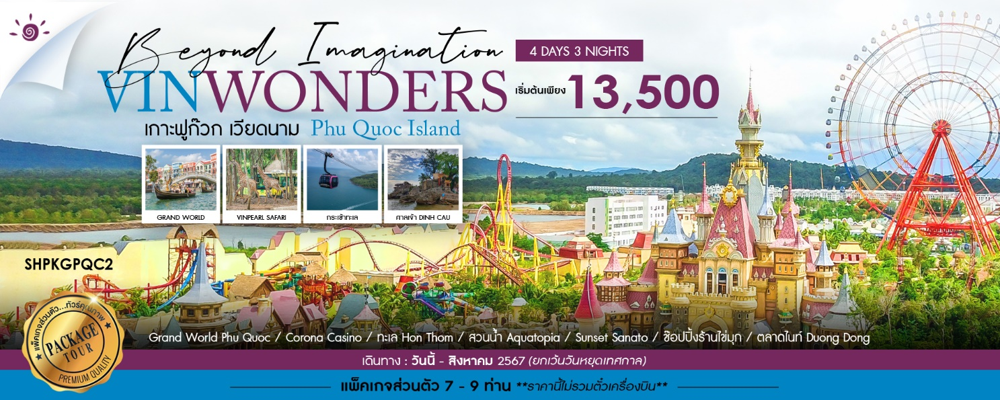 Beyond Imagination
4 DAYS 3 NIGHTS
VINWONDERS
เริ่มต้นเพียง 13,500
เกาะฟูก๊วก เวียดนาม Phu Quoc Island
GRAND WORLD
VINPEARL SAFARI
กระเช้าทะเล
ศาลเจ้า DINH CAU
SHPKGPQC2
แพ็คเกจส่วนตัว...ทัวร์คุณภาพ
PACKAGE
TOUR
PREMIUM QUALITY
Grand World Phu Quoc / Corona Casino / ทะเล Hon Thom / สวนน้ำ Aquatopia / Sunset Sanato / ช๊อปปิ้งร้านไข่มุก / ตลาดไนท์ Duong Dong
เดินทาง : วันนี้ - สิงหาคม 2567 (ยกเว้นวันหยุดเทศกาล)
แพ็คเกจส่วนตัว 7 - 9 ท่าน **ราคานี้ไม่รวมตั๋วเครื่องบิน**